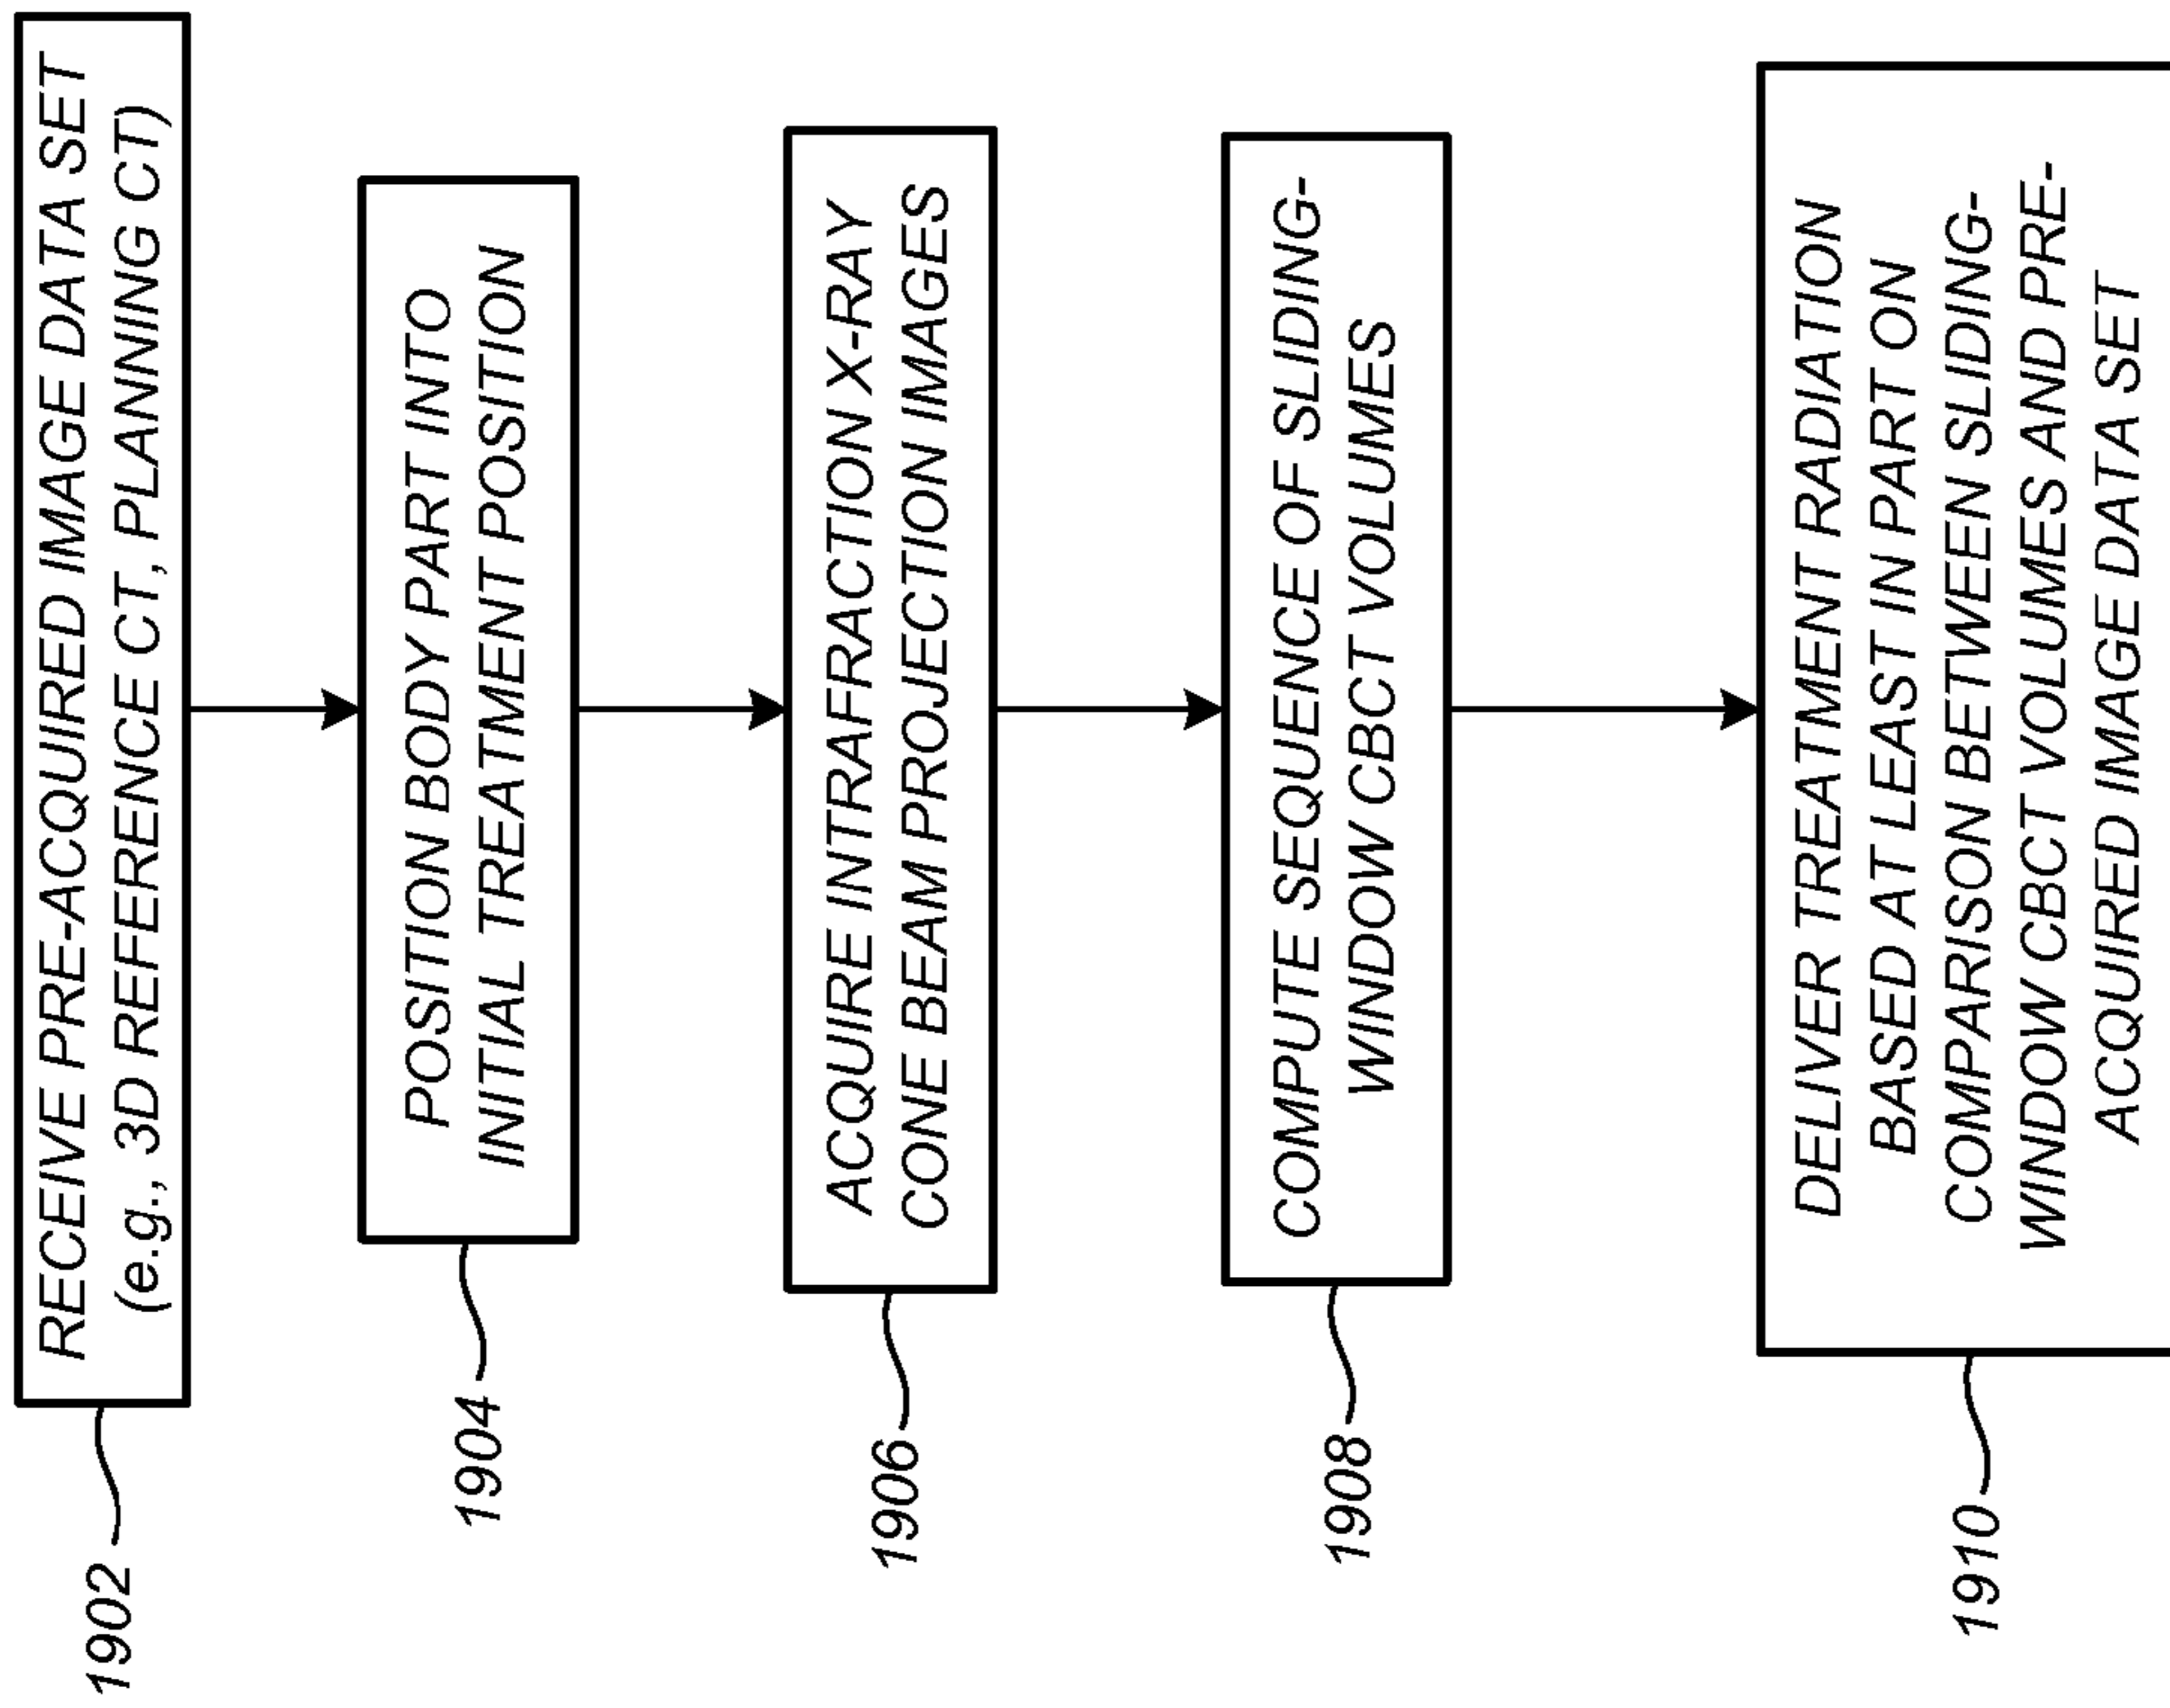 1902
RECEIVE PRE-ACQUIRED IMAGE DATA SET
(e.g., 3D REFERENCE CT, PLANNING CT)
1904
POSITION BODY PART INTO
INITIAL TREATMENT POSITION
1906
ACQUIRE INTRAFRACTION X-RAY
CONE BEAM PROJECTION IMAGES
1908
COMPUTE SEQUENCE OF SLIDING-
WINDOW CBCT VOLUMES
1910
DELIVER TREATMENT RADIATION
BASED AT LEAST IN PART ON
COMPARISON BETWEEN SLIDING-
WINDOW CBCT VOLUMES AND PRE-
ACQUIRED IMAGE DATA SET